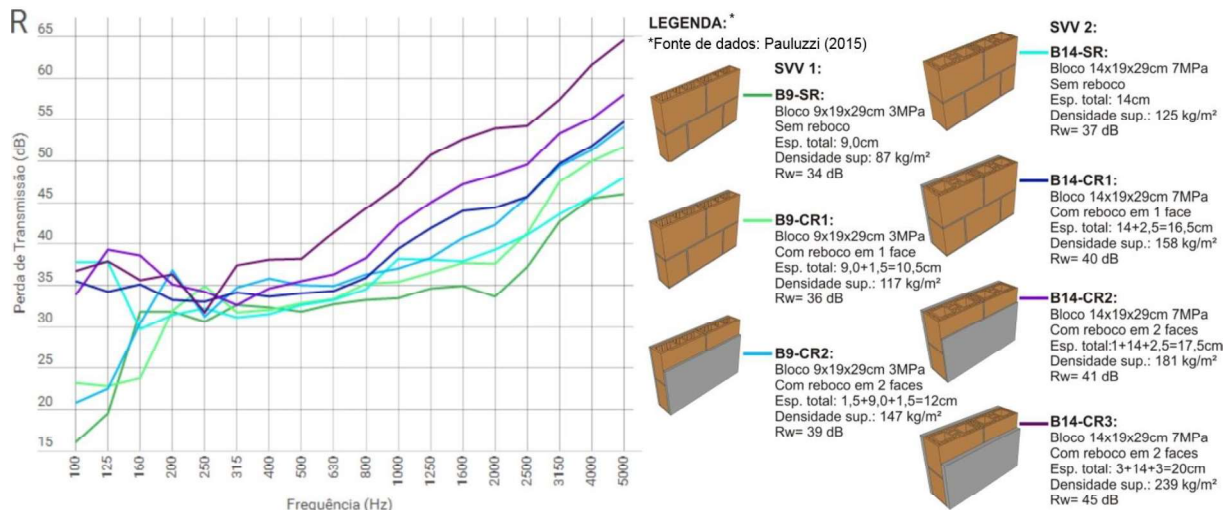 R
65
60
55
50
45
40
35
30
25
20
15
Perda de Transmissão (cB)
100
125
160
200
250
315
400
500
630
800
1000
1250
1600
2000
2500
3150
4000
5000
Frequência (Hz)
LEGENDA: *
*Fonte de dados: Pauluzzi (2015)
SVV 1:
B9-SR:
Bloco 9x19x29cm 3MPa
Sem reboco
Esp. total: 9,0cm
Densidade sup: 87 kg/m²
Rw= 34 dB
B9-CR1:
Bloco 9x19x29cm 3MPa
Com reboco em 1 face
Esp. total: 9,0+1,5=10,5cm
Densidade sup.: 117 kg/m²
Rw= 36 dB
B9-CR2:
Bloco 9x19x29cm 3MPa
Com reboco em 2 faces
Esp. total: 1,5+9,0+1,5=12cm
Densidade sup.: 147 kg/m²
Rw= 39 dB
SVV 2:
B14-SR:
Bloco 14x19x29cm 7MPa
Sem reboco
Esp. total: 14cm
Densidade sup.: 125 kg/m²
Rw= 37 dB
B14-CR1:
Bloco 14x19x29cm 7MPa
Com reboco em 1 face
Esp. total: 14+2,5=16,5cm
Densidade sup.: 158 kg/m²
Rw= 40 dB
B14-CR2:
Bloco 14x19x29cm 7MPa
Com reboco em 2 faces
Esp. total:1+14+2,5=17,5cm
Densidade sup.: 181 kg/m²
Rw= 41 dB
B14-CR3:
Bloco 14x19x29cm 7MPa
Com reboco em 2 faces
Esp. total: 3+14+3=20cm
Densidade sup.: 239 kg/m²
Rw= 45 dB